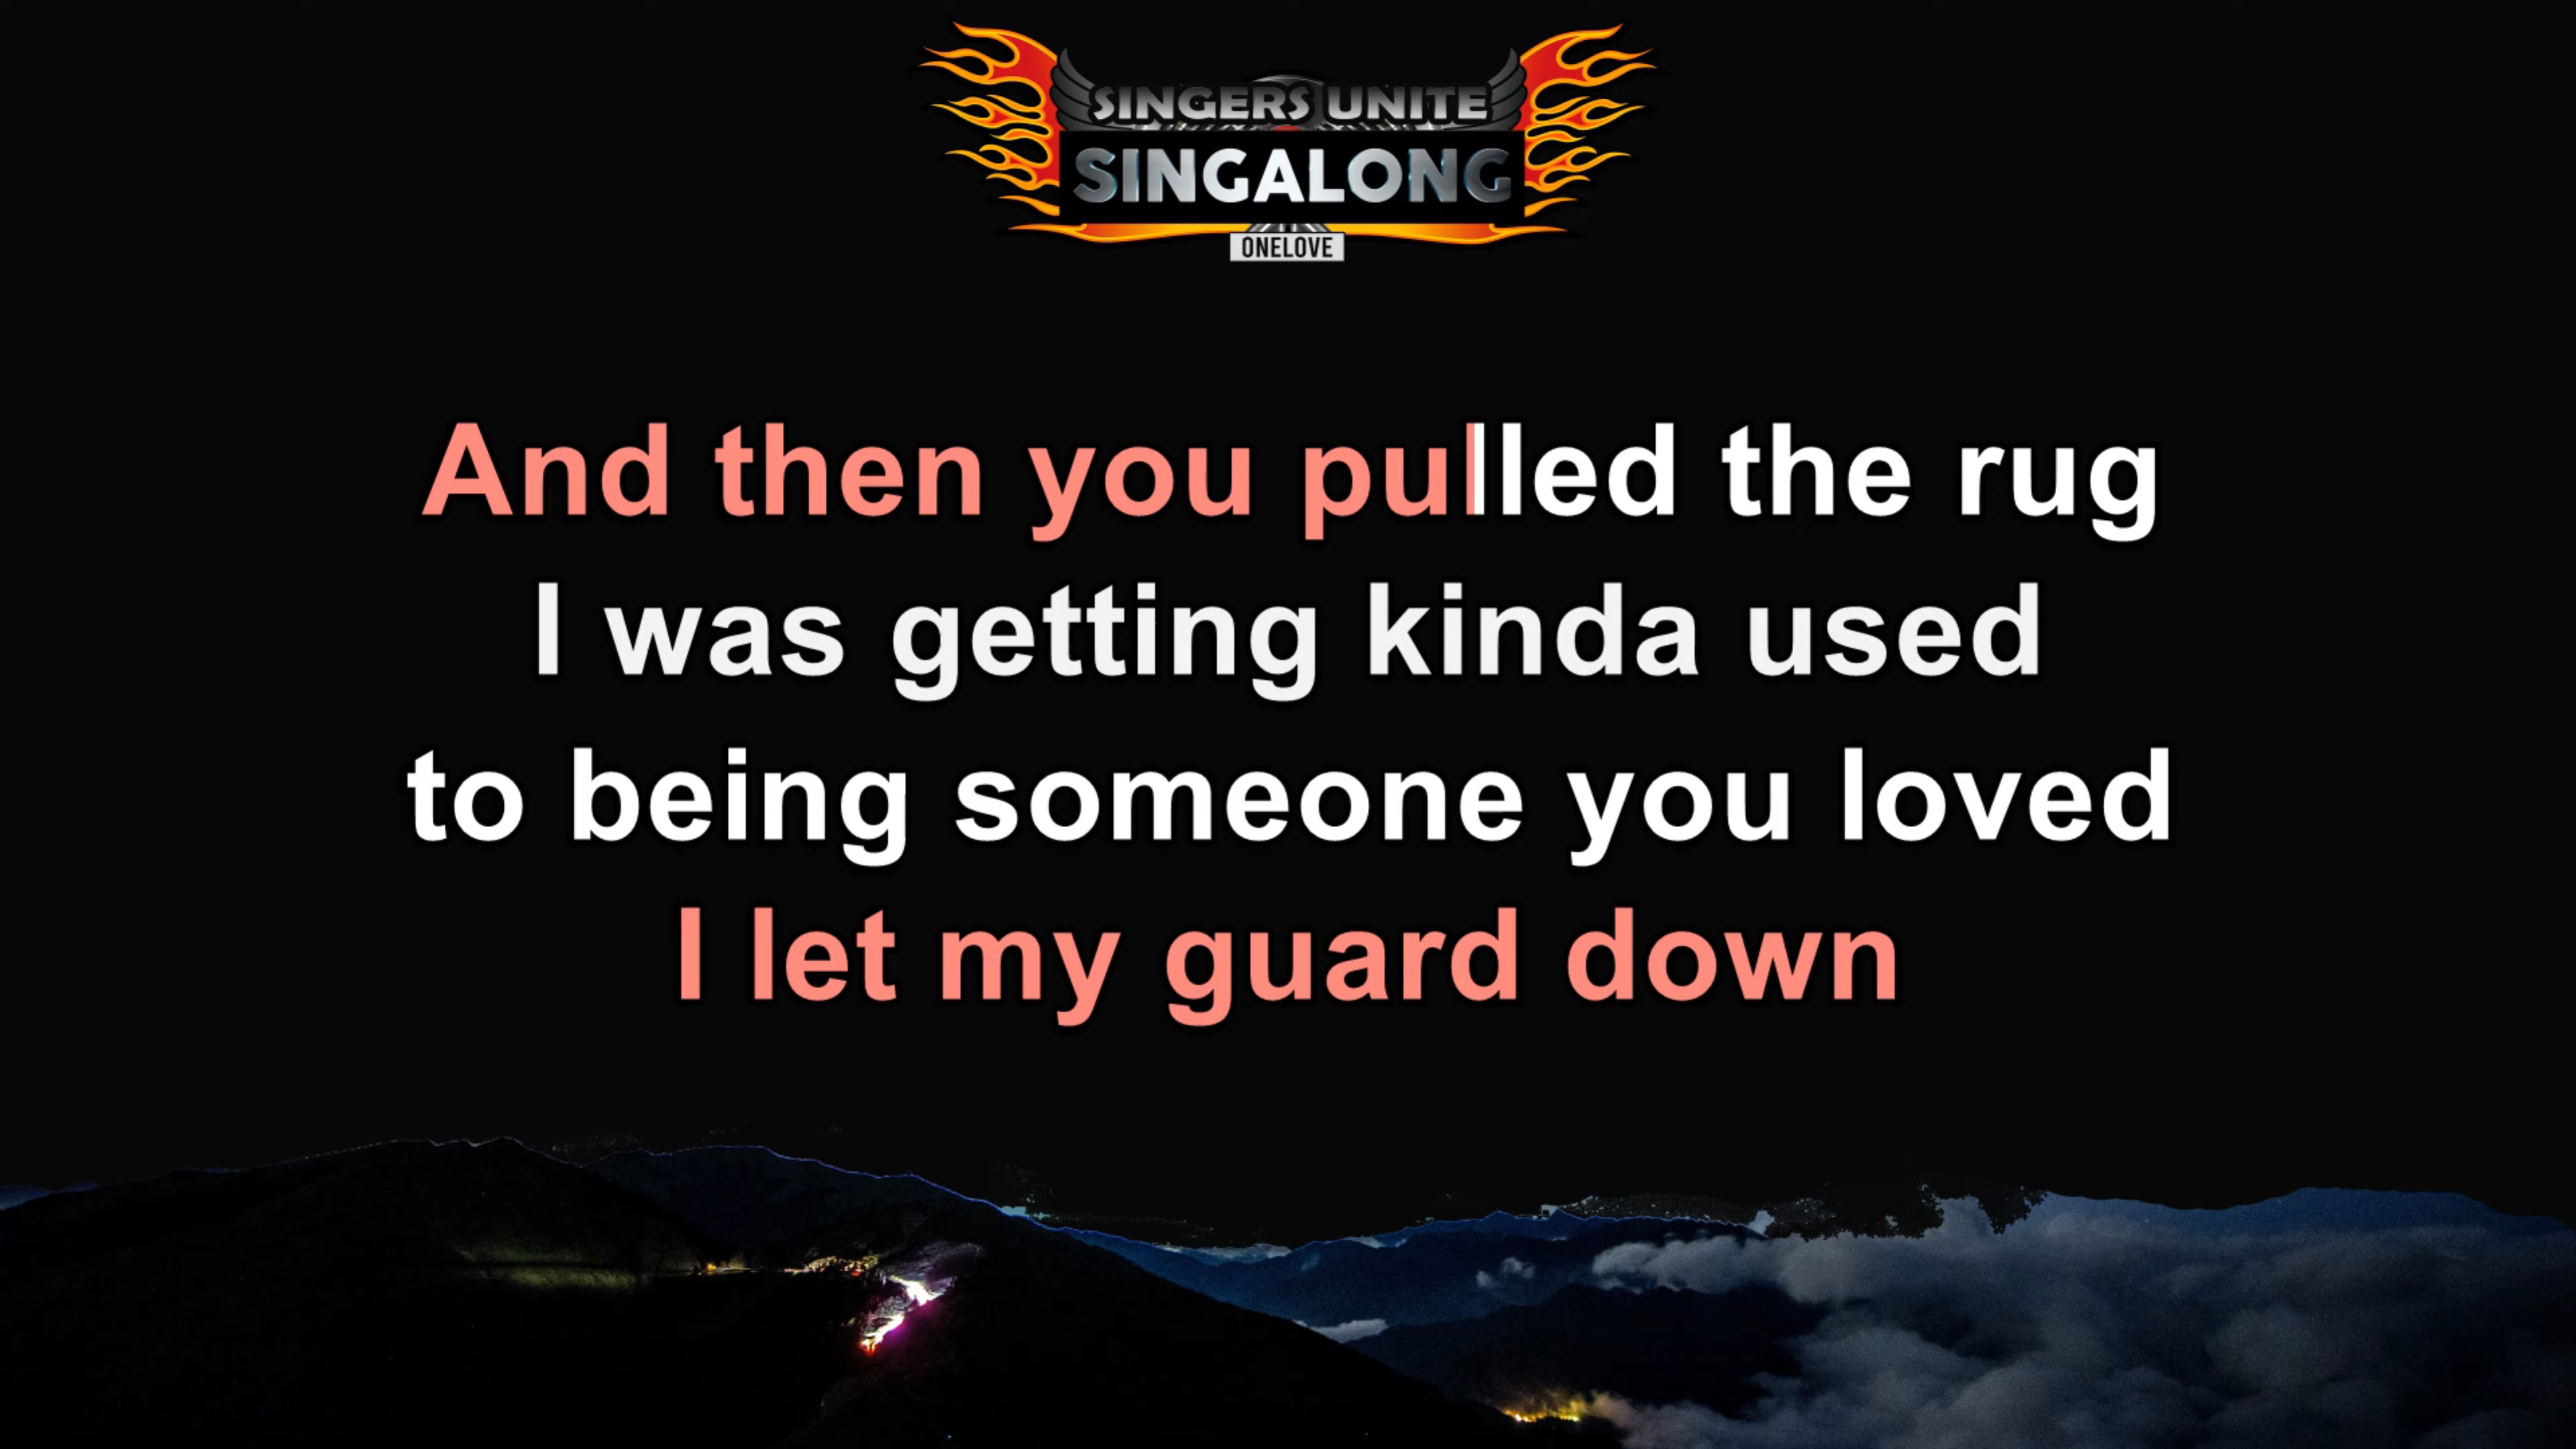 SINGERS UNITE
SINGALONG
ONELOVE
And then you pulled the rug
I was getting kinda used
to being someone you loved
I let my guard down